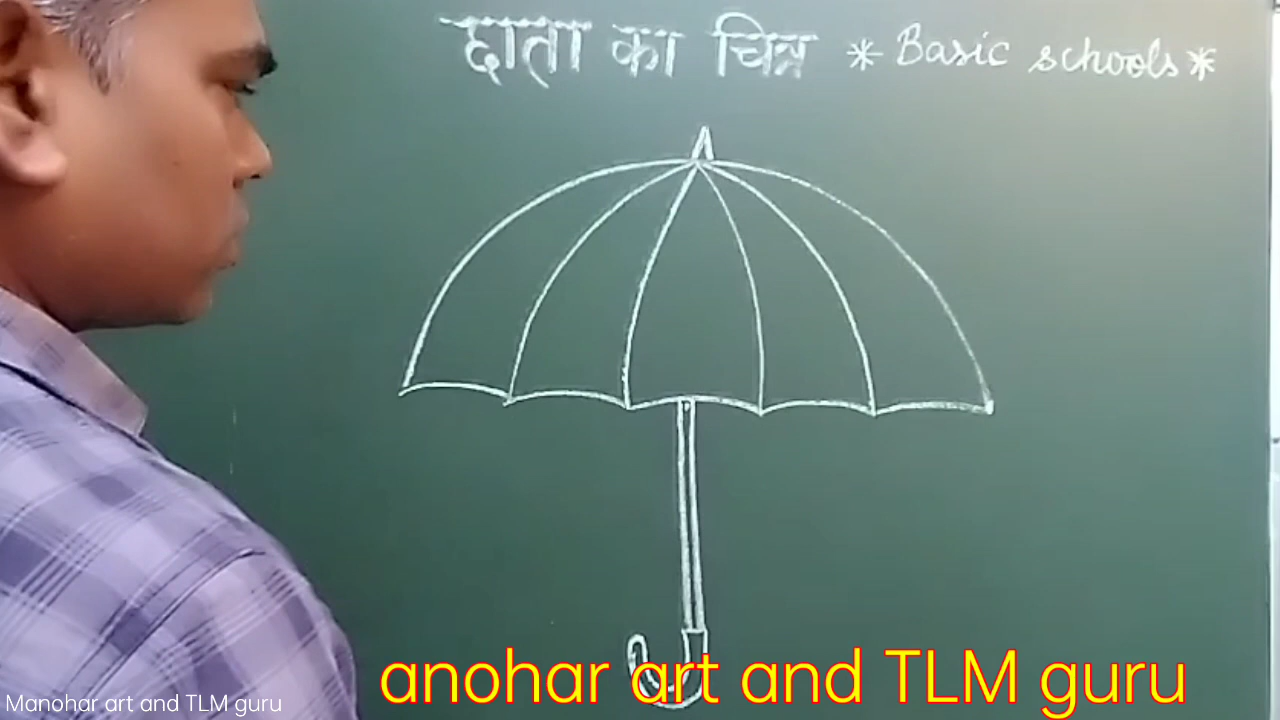 छाता का चित्र * Basic schools *
anohar art and TLM guru
Manohar art and TLM guru